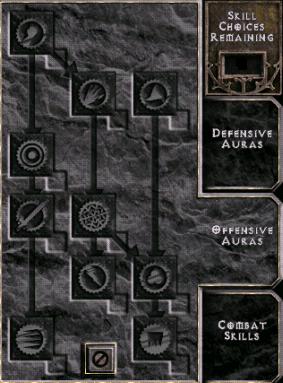 Skill
Choices
Remaining
Defensive
Auras
Offensive
Auras
Combat
Skills